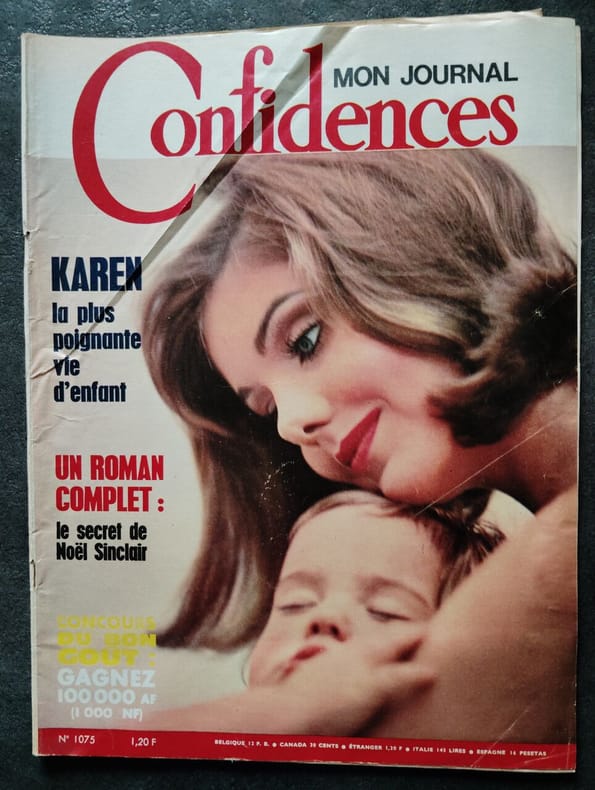 MON JOURNAL
Confidences
KAREN
la plus
poignante
vie
d'enfant
UN ROMAN
COMPLET :
le secret de
Noël Sinclair
CONCOURS
DU BON
GOUT :
GAGNEZ
100 000 AF
(1 000 NF)
N° 1075 1,20 F BELGIQUE 12 F. B. ● CANADA 30 CENTS ● ÉTRANGER 1,50 F ● ITALIE 145 LIRES ● ESPAGNE 16 PESETAS